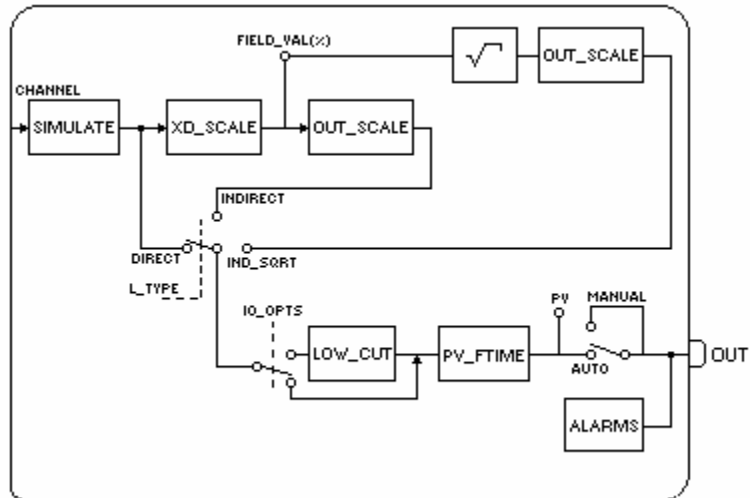 FIELD_VAL(%)
√
OUT_SCALE
CHANNEL
SIMULATE
XD_SCALE
OUT_SCALE
INDIRECT
DIRECT
IND_SQRT
L_TYPE
IO_OPTS
PV
MANUAL
LOW_CUT
PV_FTIME
OUT
AUTO
ALARMS